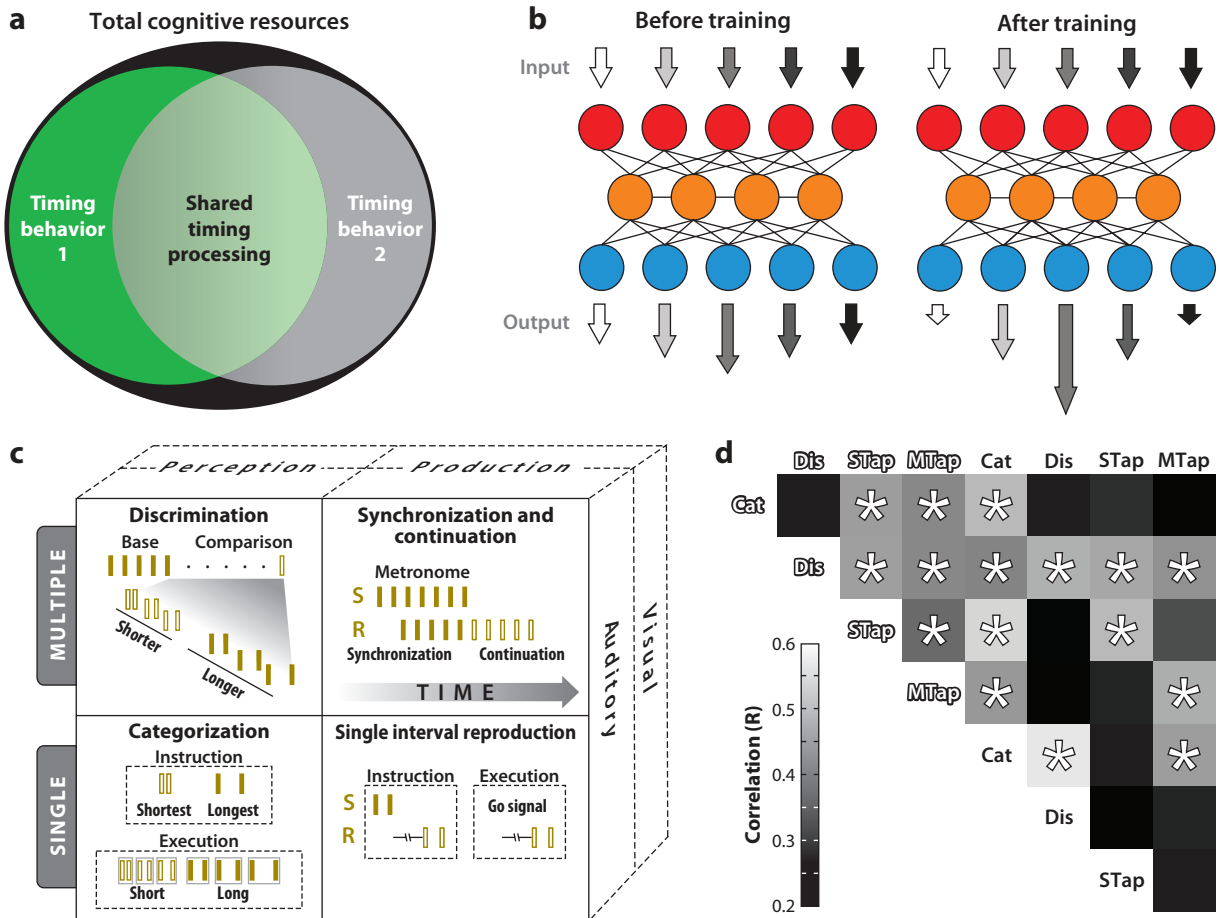 a
Total cognitive resources
Timing
behavior
1
Shared
timing
processing
Timing
behavior
2
b
Before training
After training
Input
Output
c
Perception
Production
Auditory
Visual
MULTIPLE
SINGLE
Discrimination
Base
Comparison
Shorter
Longer
Synchronization and
continuation
Metronome
S
R
Synchronization
Continuation
TIME
Categorization
Instruction
Shortest
Longest
Execution
Short
Long
Single interval reproduction
Instruction
Execution
S
Go signal
R
d
Dis STap MTap Cat Dis STap MTap
Cat
Dis
STap
MTap
Cat
Dis
STap
Correlation (R)
0.6
0.5
0.4
0.3
0.2